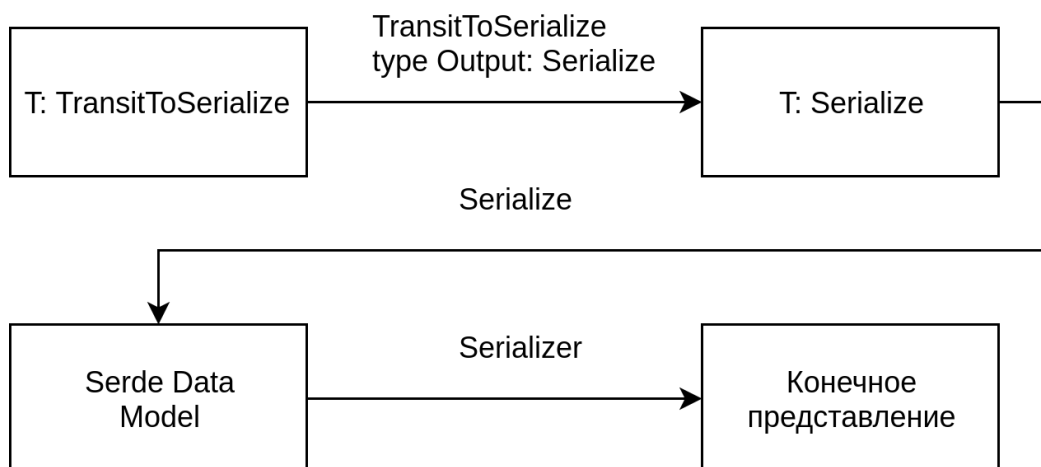 TransitToSerialize
type Output: Serialize
T: TransitToSerialize
T: Serialize
Serialize
Serializer
Serde Data
Model
Конечное
представление